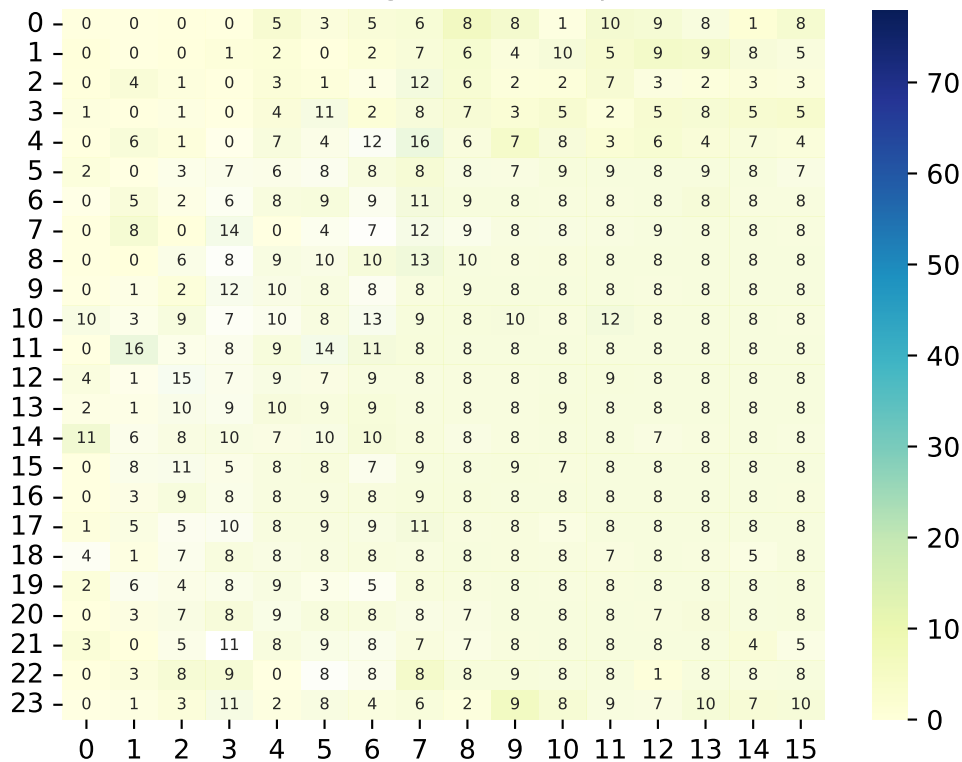 0 0 0 0 0 5 3 5 6 8 8 1 10 9 8 1 8
1 0 0 0 1 2 0 2 7 6 4 10 5 9 9 8 5
2 0 4 1 0 3 1 1 12 6 2 2 7 3 2 3 3
3 1 0 1 0 4 11 2 8 7 3 5 2 5 8 5 5
4 0 6 1 0 7 4 12 16 6 7 8 3 6 4 7 4
5 2 0 3 7 6 8 8 8 8 7 9 9 8 9 8 7
6 0 5 2 6 8 9 9 11 9 8 8 8 8 8 8 8
7 0 8 0 14 0 4 7 12 9 8 8 8 9 8 8 8
8 0 0 6 8 9 10 10 13 10 8 8 8 8 8 8 8
9 0 1 2 12 10 8 8 8 9 8 8 8 8 8 8 8
10 10 3 9 7 10 8 13 9 8 10 8 12 8 8 8 8
11 0 16 3 8 9 14 11 8 8 8 8 8 8 8 8 8
12 4 1 15 7 9 7 9 8 8 8 8 9 8 8 8 8
13 2 1 10 9 10 9 9 8 8 8 9 8 8 8 8 8
14 11 6 8 10 7 10 10 8 8 8 8 8 7 8 8 8
15 0 8 11 5 8 8 7 9 8 9 7 8 8 8 8 8
16 0 3 9 8 8 9 8 9 8 8 8 8 8 8 8 8
17 1 5 5 10 8 9 9 11 8 8 5 8 8 8 8 8
18 4 1 7 8 8 8 8 8 8 8 8 7 8 8 5 8
19 2 6 4 8 9 3 5 8 8 8 8 8 8 8 8 8
20 0 3 7 8 9 8 8 8 7 8 8 8 7 8 8 8
21 3 0 5 11 8 9 8 7 7 8 8 8 8 8 4 5
22 0 3 8 9 0 8 8 8 8 9 8 8 1 8 8 8
23 0 1 3 11 2 8 4 6 2 9 8 9 7 10 7 10
0 1 2 3 4 5 6 7 8 9 10 11 12 13 14 15
70
60
50
40
30
20
10
0